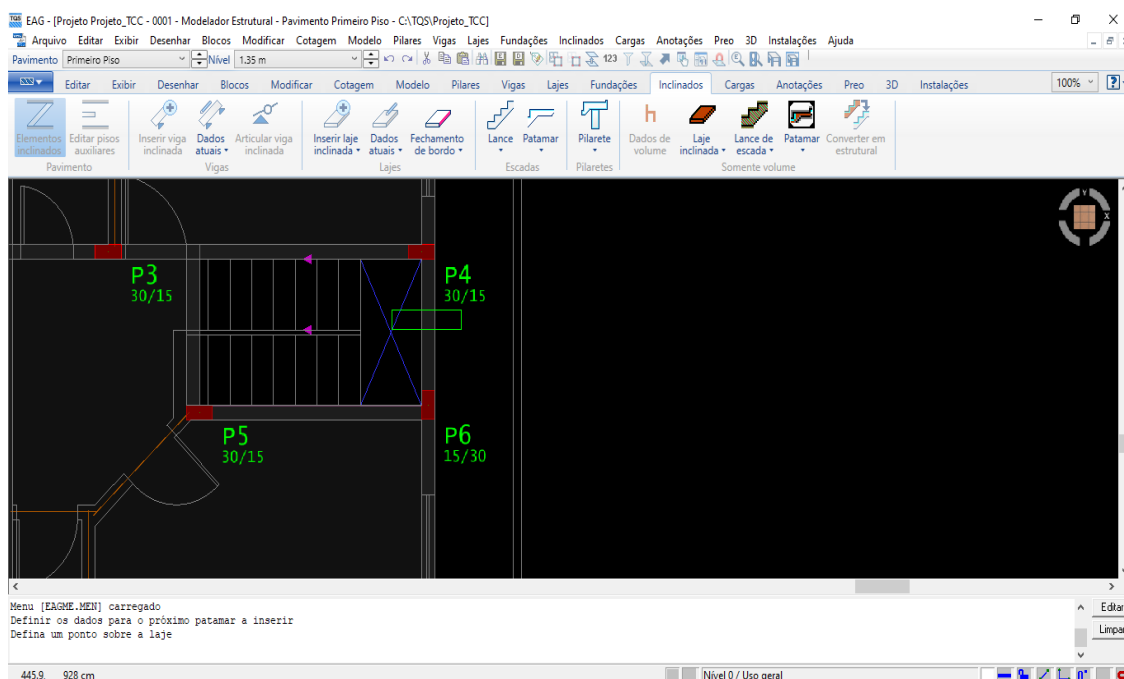 EAG - [Projeto Projeto_TCC - 0001 - Modelador Estrutural - Pavimento Primeiro Piso - C:\TQS\Projeto_TCC]
Arquivo Editar Exibir Desenhar Blocos Modificar Cotagem Modelo Pilares Vigas Lajes Fundações Inclinados Cargas Anotações Preo 3D Instalações Ajuda
Pavimento Primeiro Piso Nível 1.35 m 123
Editar Exibir Desenhar Blocos Modificar Cotagem Modelo Pilares Vigas Lajes Fundações Inclinados Cargas Anotações Preo 3D Instalações 100%
Elementos Editar pisos Inserir viga Dados Articular viga Inserir laje Dados Fechamento Lance Patamar Pilarete Dados de Laje Lance de Patamar Converter em
inclinados auxiliares inclinada atuais inclinada inclinada atuais de bordo volume inclinada escada estrutural
Pavimento Vigas Lajes Escadas Pilaretes Somente volume
Y
X
P3
30/15
P4
30/15
P5
30/15
P6
15/30
Menu [EAGME.MEN] carregado
Definir os dados para o próximo patamar a inserir
Defina um ponto sobre a laje
Editar
Limpar
445.9, 928 cm Nível 0 / Uso geral